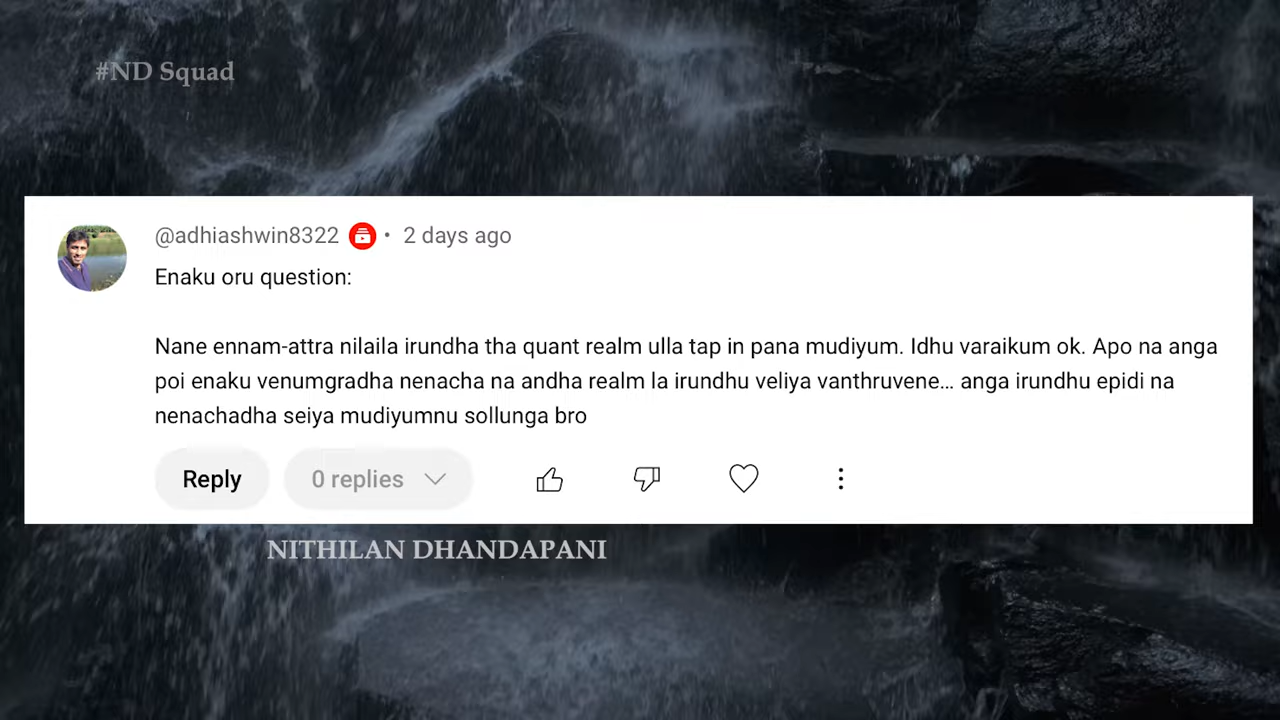 #ND Squad
@adhiashwin8322 • 2 days ago
Enaku oru question:
Nane ennam-attra nilaila irundha tha quant realm ulla tap in pana mudiyum. Idhu varaikum ok. Apo na anga
poi enaku venumgradha nenacha na andha realm la irundhu veliya vanthruvene... anga irundhu epidi na
nenachadha seiya mudiyumnu sollunga bro
Reply 0 replies
NITHILAN DHANDAPANI